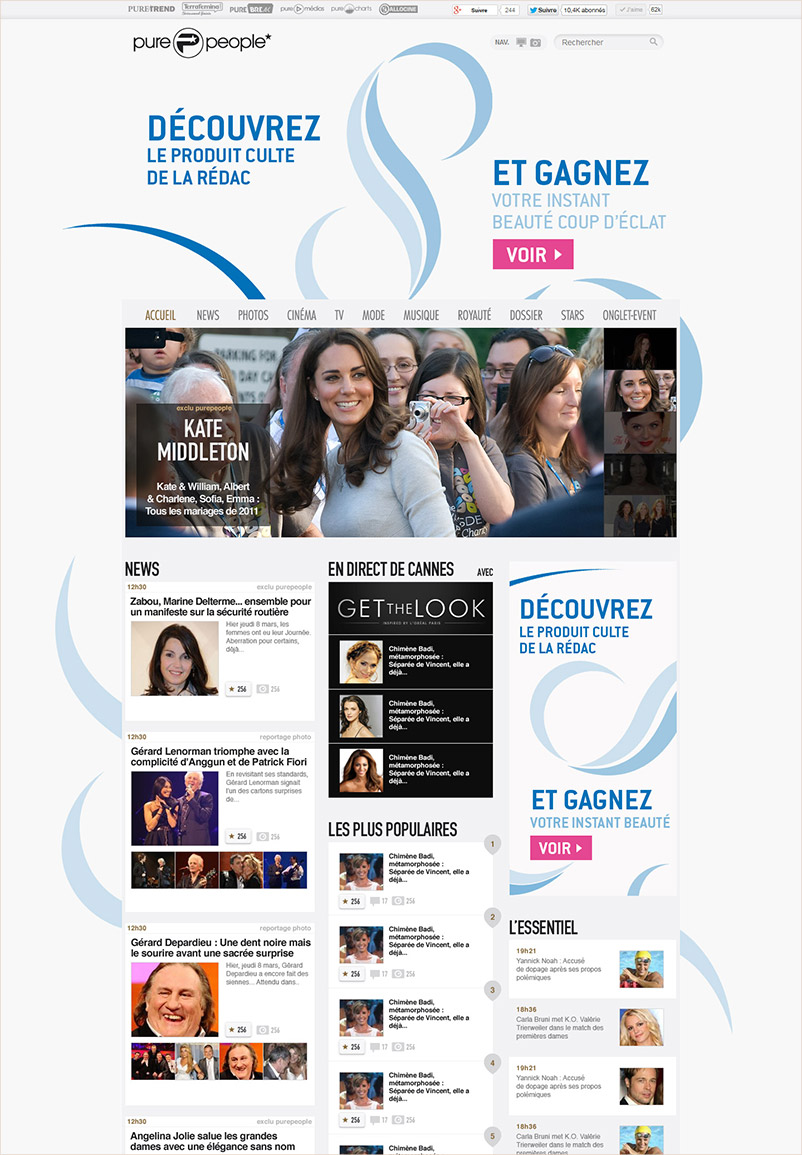 PURETREND Terrafemina PUREBREAK puremédias purecharts ALLOCINÉ
Suivre 244 Suivre 10,4K abonnés J'aime 62k
pure P people*
NAV. Rechercher
DÉCOUVREZ
LE PRODUIT CULTE
DE LA RÉDAC
ET GAGNEZ
VOTRE INSTANT
BEAUTÉ COUP D'ÉCLAT
VOIR
ACCUEIL NEWS PHOTOS CINÉMA TV MODE MUSIQUE ROYAUTÉ DOSSIER STARS ONGLET-EVENT
PARKING FOR
exclu purepeople
KATE
MIDDLETON
Kate & William, Albert
& Charlene, Sofia, Emma :
Tous les mariages de 2011
NEWS
12h30 exclu purepeople
Zabou, Marine Delterme... ensemble pour
un manifeste sur la sécurité routière
Hier jeudi 8 mars, les
femmes ont eu leur Journée.
Aberration pour certains,
déjà...
256 256
12h30 reportage photo
Gérard Lenorman triomphe avec la
complicité d'Anggun et de Patrick Fiori
En revisitant ses standards,
Gérard Lenorman signait
l'un des cartons surprises
de...
256 256
12h30 reportage photo
Gérard Depardieu : Une dent noire mais
le sourire avant une sacrée surprise
Hier, jeudi 8 mars, Gérard
Depardieu a encore fait des
siennes... Attendu dans..
256 256
12h30 exclu purepeople
Angelina Jolie salue les grandes
dames avec une élégance sans nom
EN DIRECT DE CANNES AVEC
GET THE LOOK
INSPIRED BY L'ORÉAL PARIS
Chimène Badi,
métamorphosée :
Séparée de Vincent, elle a
déjà...
Chimène Badi,
métamorphosée :
Séparée de Vincent, elle a
déjà...
Chimène Badi,
métamorphosée :
Séparée de Vincent, elle a
déjà...
LES PLUS POPULAIRES
1
Chimène Badi,
métamorphosée :
Séparée de Vincent, elle a
déjà...
256 17 256
2
Chimène Badi,
métamorphosée :
Séparée de Vincent, elle a
déjà...
256 17 256
3
Chimène Badi,
métamorphosée :
Séparée de Vincent, elle a
déjà...
256 17 256
4
Chimène Badi,
métamorphosée :
Séparée de Vincent, elle a
déjà...
256 17 256
5
Chimène Badi,
métamorphosée :
DÉCOUVREZ
LE PRODUIT CULTE
DE LA RÉDAC
ET GAGNEZ
VOTRE INSTANT BEAUTÉ
VOIR
L'ESSENTIEL
19h21
Yannick Noah : Accusé
de dopage après ses propos
polémiques
18h36
Carla Bruni met K.O. Valérie
Trierweiler dans le match des
premières dames
19h21
Yannick Noah : Accusé
de dopage après ses propos
polémiques
18h36
Carla Bruni met K.O. Valérie
Trierweiler dans le match des
premières dames